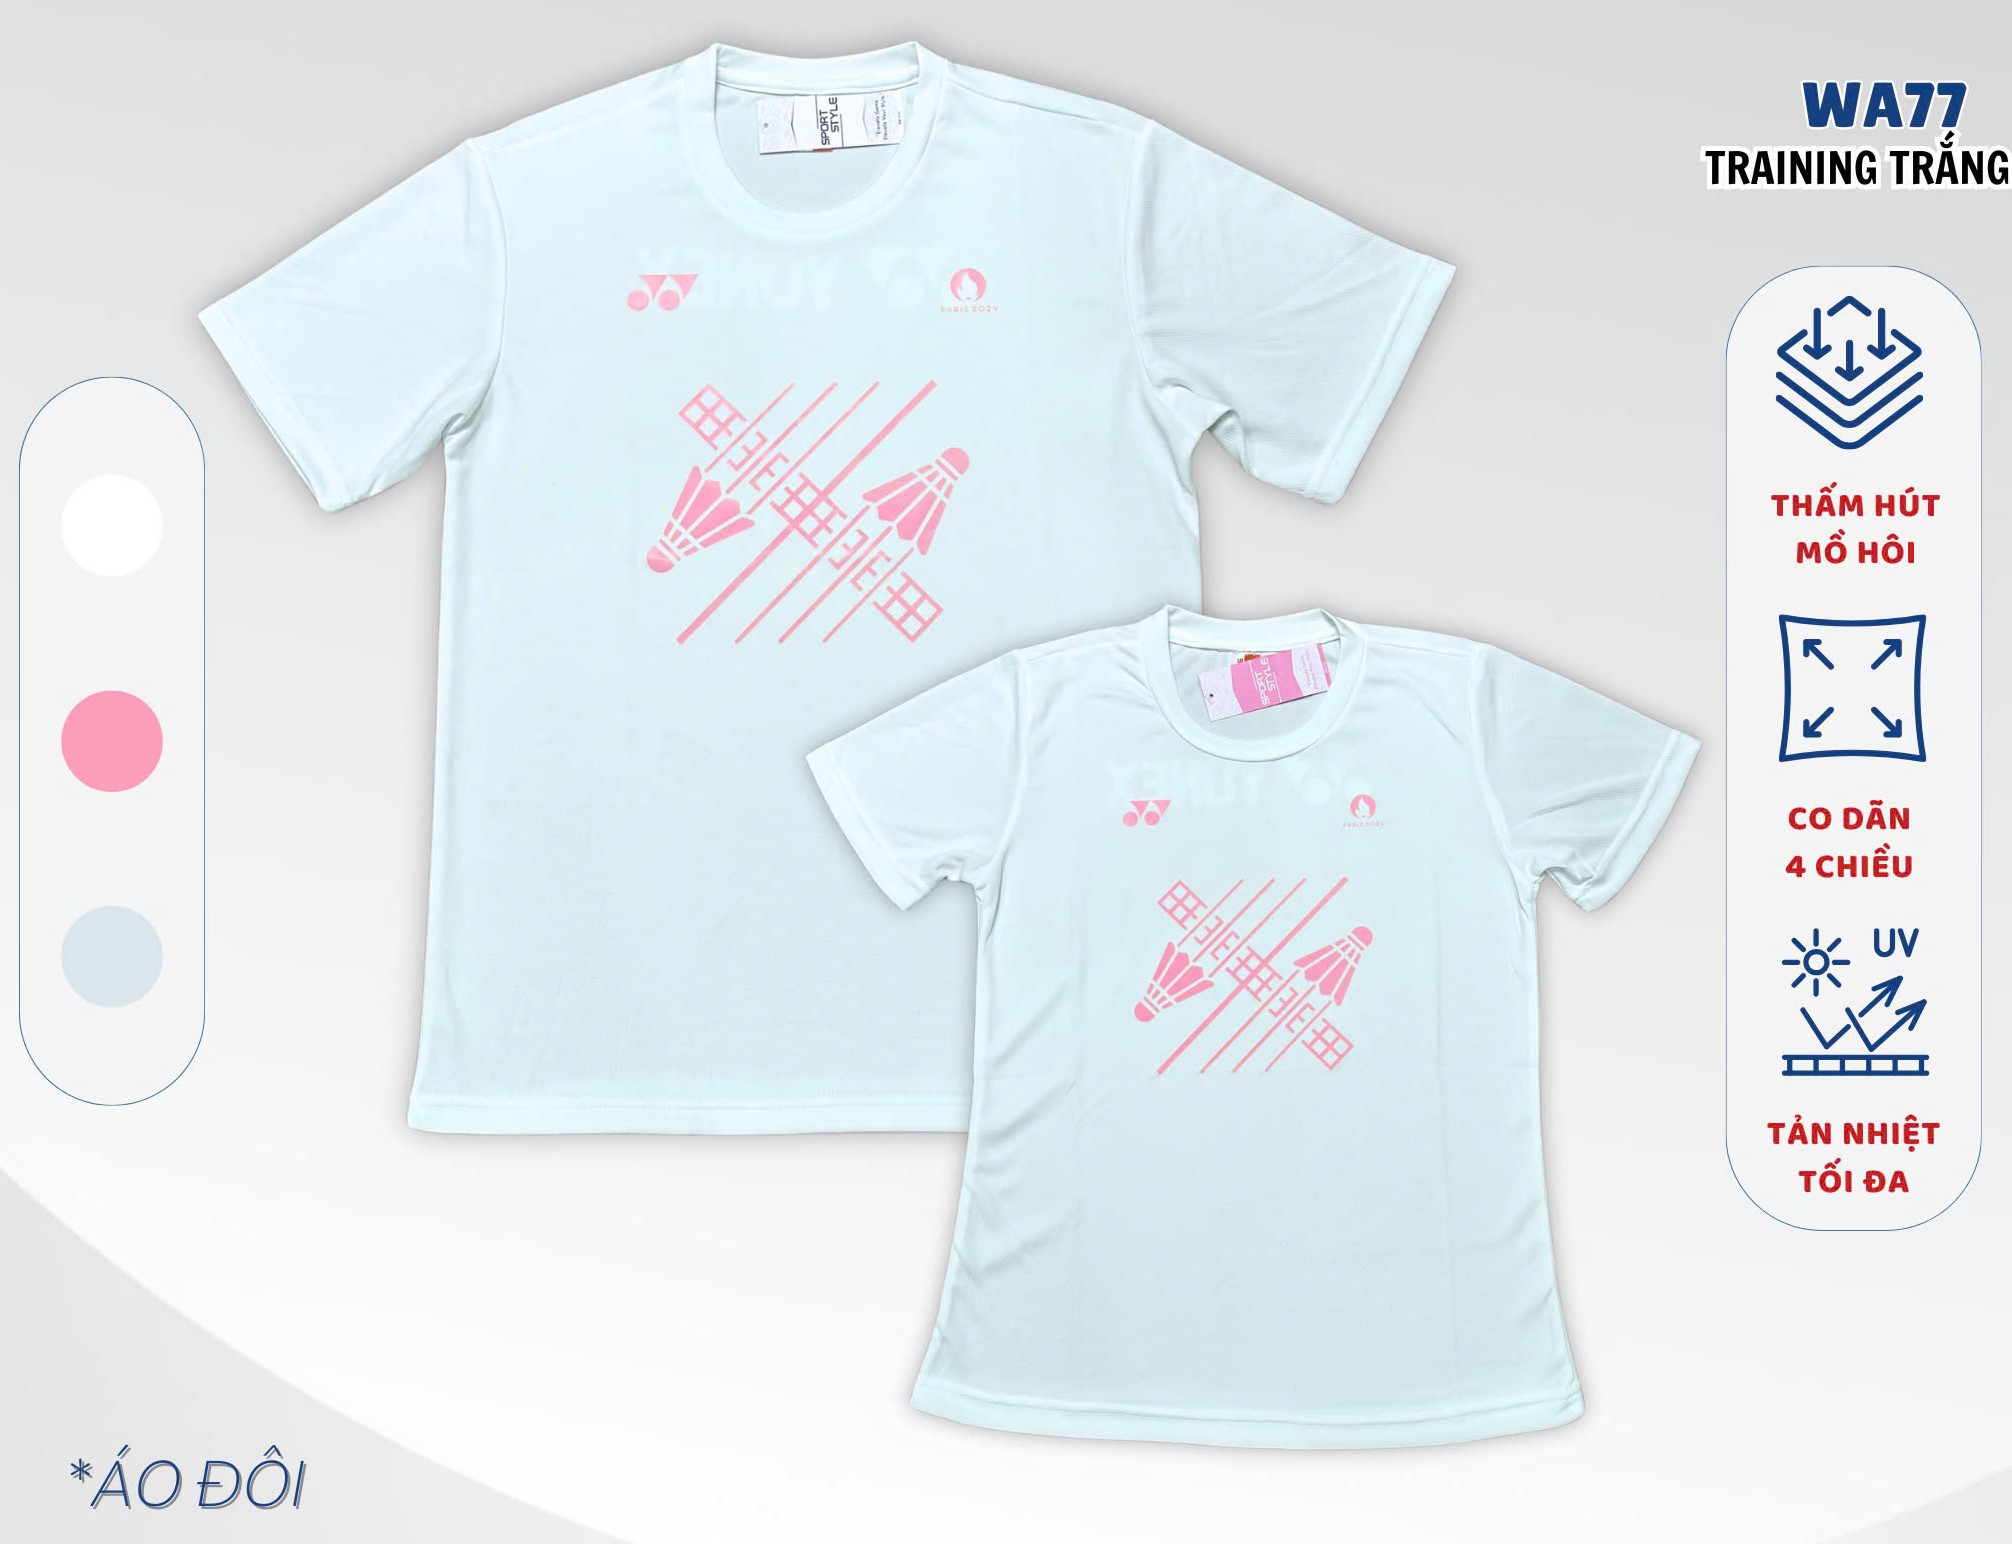 WA77
TRAINING TRẮNG
SPORT
STYLE
PARIS 2024
THẤM HÚT
MỒ HÔI
SPORT
STYLE
YONEX
PARIS 2024
CO DÃN
4 CHIỀU
UV
TẢN NHIỆT
TỐI ĐA
*ÁO ĐÔI